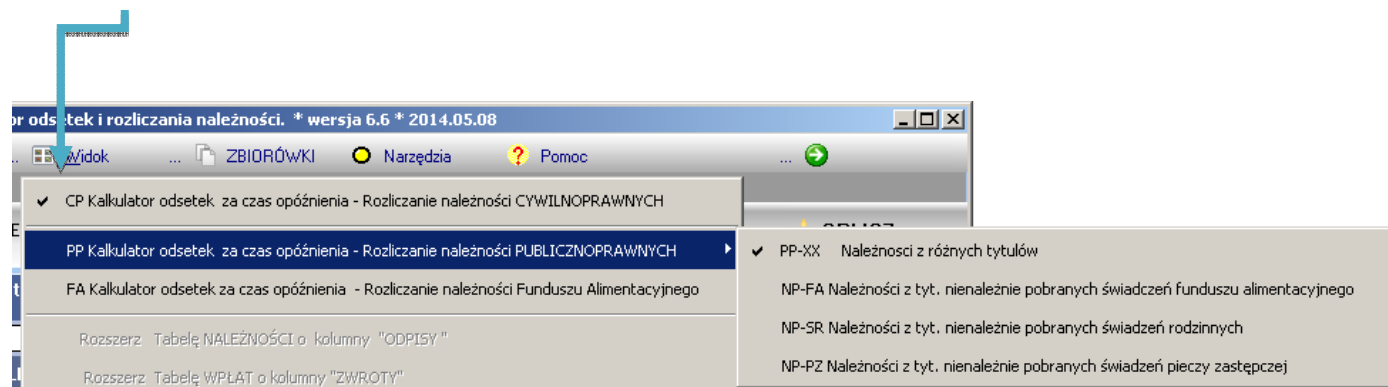 or odsetek i rozliczania należności. * wersja 6.6 * 2014.05.08
... Widok ... ZBIORÓWKI Narzędzia ? Pomoc ...
CP Kalkulator odsetek za czas opóźnienia - Rozliczanie należności CYWILNOPRAWNYCH
E
PP Kalkulator odsetek za czas opóźnienia - Rozliczanie należności PUBLICZNOPRAWNYCH
PP-XX Należnosci z różnych tytułów
t FA Kalkulator odsetek za czas opóźnienia - Rozliczanie należności Funduszu Alimentacyjnego
NP-FA Należności z tyt. nienależnie pobranych świadczeń funduszu alimentacyjnego
Rozszerz Tabelę NALEŻNOŚCI o kolumny "ODPISY "
NP-SR Należności z tyt. nienależnie pobranych świadzeń rodzinnych
Rozszerz Tabelę WPŁAT o kolumny "ZWROTY"
NP-PZ Należności z tyt. nienależnie pobranych świadzeń pieczy zastępczej